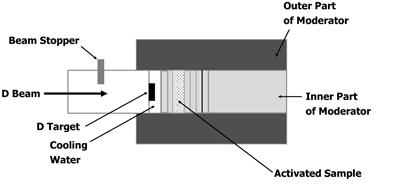 Outer Part
of Moderator
Beam Stopper
D Beam
Inner Part
of Moderator
D Target
Cooling
Water
Activated Sample